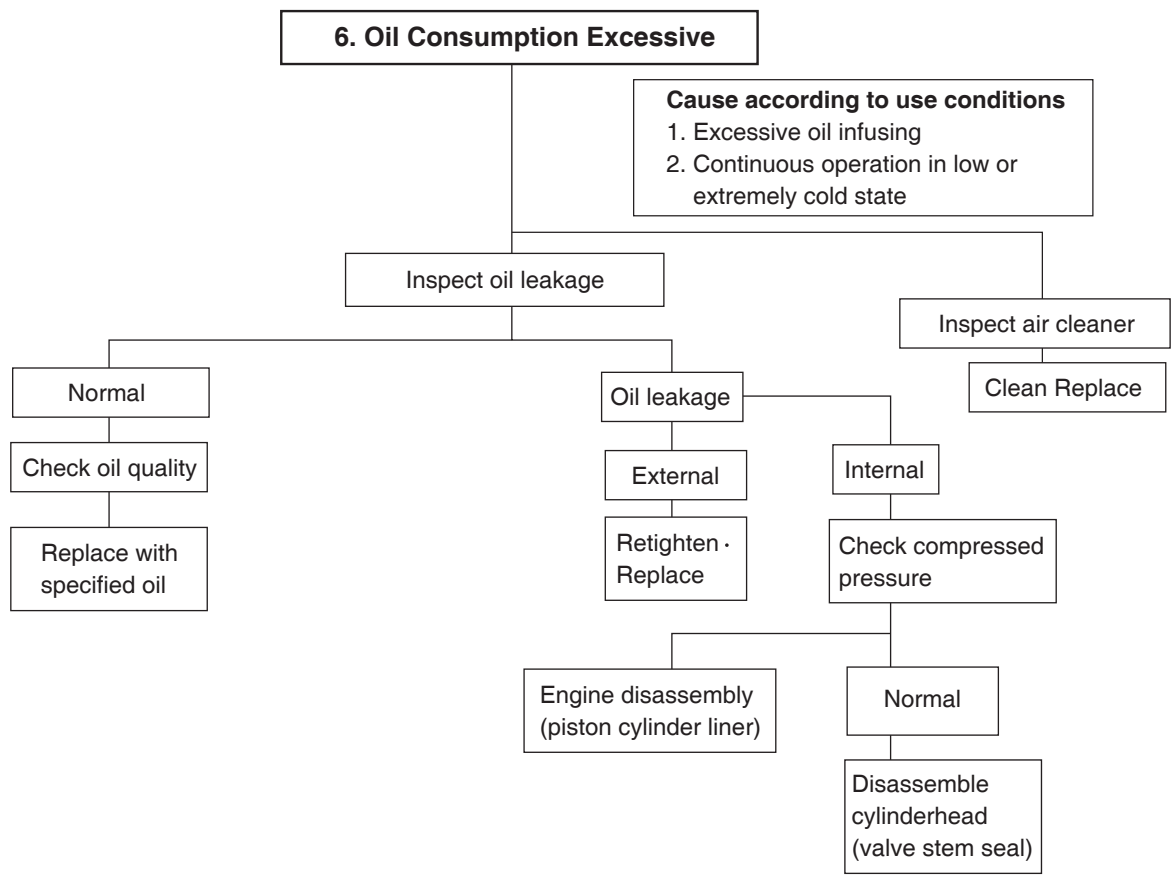 6. Oil Consumption Excessive
Cause according to use conditions
1. Excessive oil infusing
2. Continuous operation in low or
extremely cold state
Inspect oil leakage
Inspect air cleaner
Clean Replace
Normal
Oil leakage
Check oil quality
External
Internal
Replace with
specified oil
Retighten ·
Replace
Check compressed
pressure
Engine disassembly
(piston cylinder liner)
Normal
Disassemble
cylinderhead
(valve stem seal)